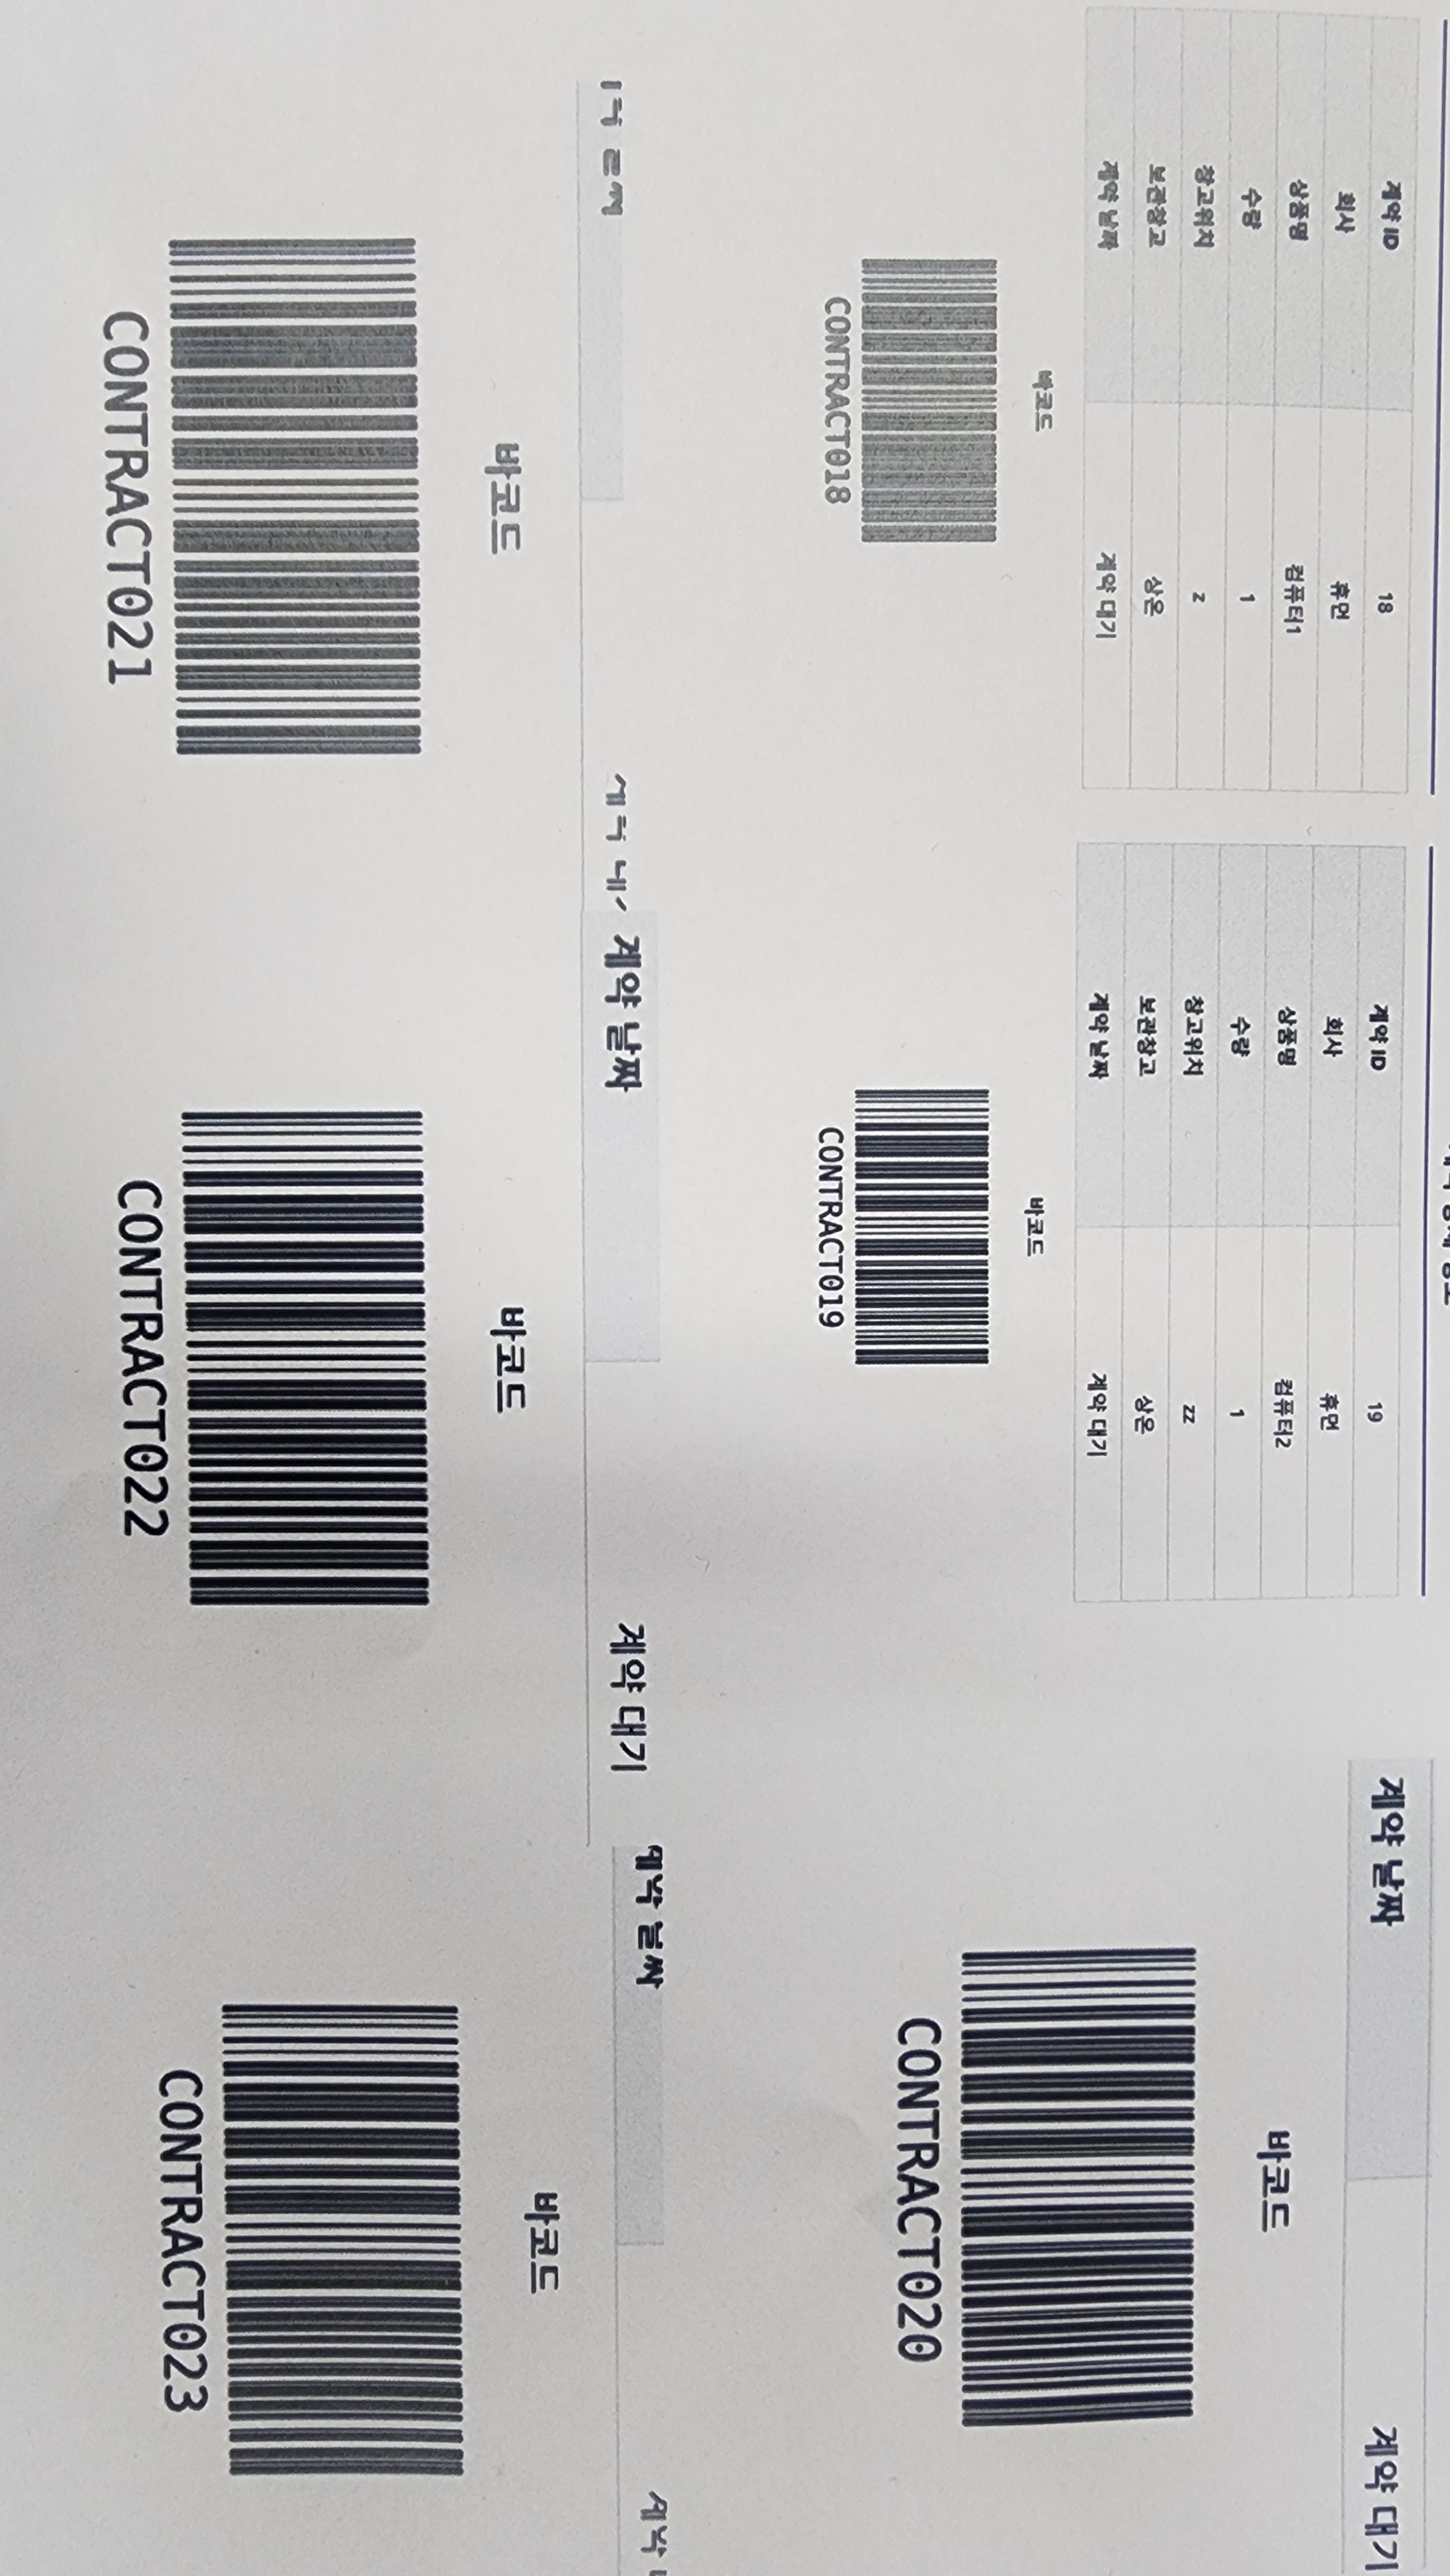 계약 ID 18
회사 휴먼
상품명 컴퓨터1
수량 1
창고위치 z
보관창고 상온
계약 날짜 계약 대기
바코드
CONTRACT018
계약 ID 19
회사 휴먼
상품명 컴퓨터2
수량 1
창고위치 zz
보관창고 상온
계약 날짜 계약 대기
바코드
CONTRACT019
계약 날짜 계약 대기
바코드
CONTRACT020
바코드
CONTRACT021
계약 날짜 계약 대기
바코드
CONTRACT022
계약 날짜
바코드
CONTRACT023